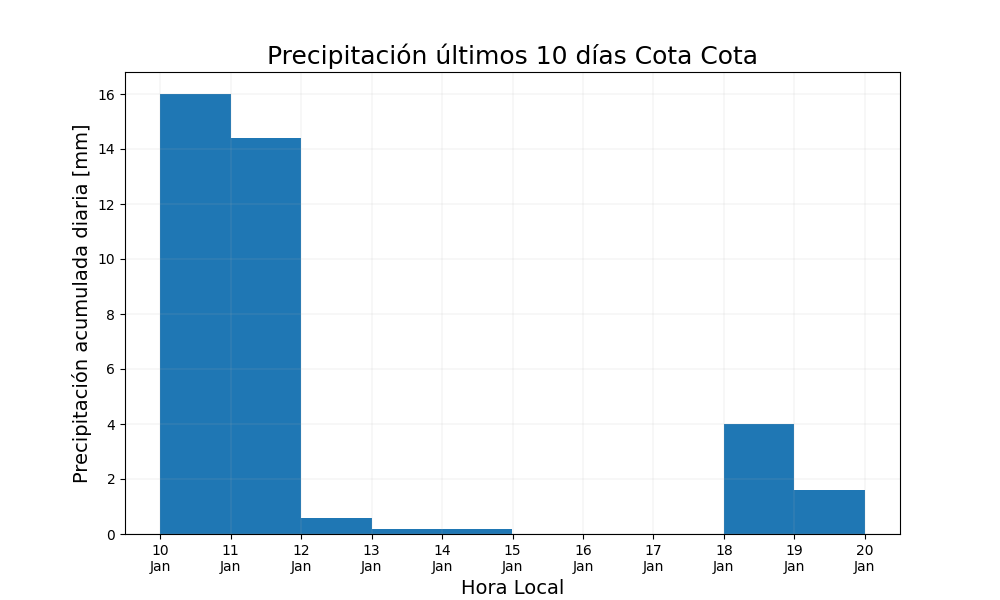 Precipitación últimos 10 días Cota Cota
Precipitación acumulada diaria [mm]
16
14
12
10
8
6
4
2
0
10 11 12 13 14 15 16 17 18 19 20
Jan Jan Jan Jan Jan Jan Jan Jan Jan Jan Jan
Hora Local